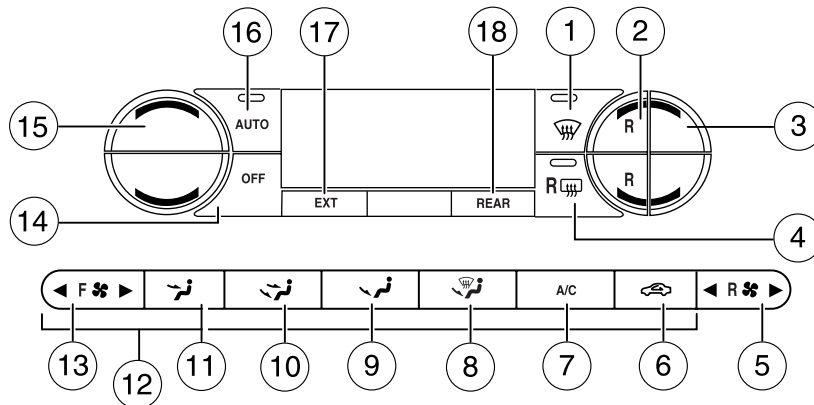 16 17 18 1 2
15 AUTO R 3
OFF R R
14 EXT REAR 4
◀ F ▶ A/C ◀ R ▶
13 12 11 10 9 8 7 6 5